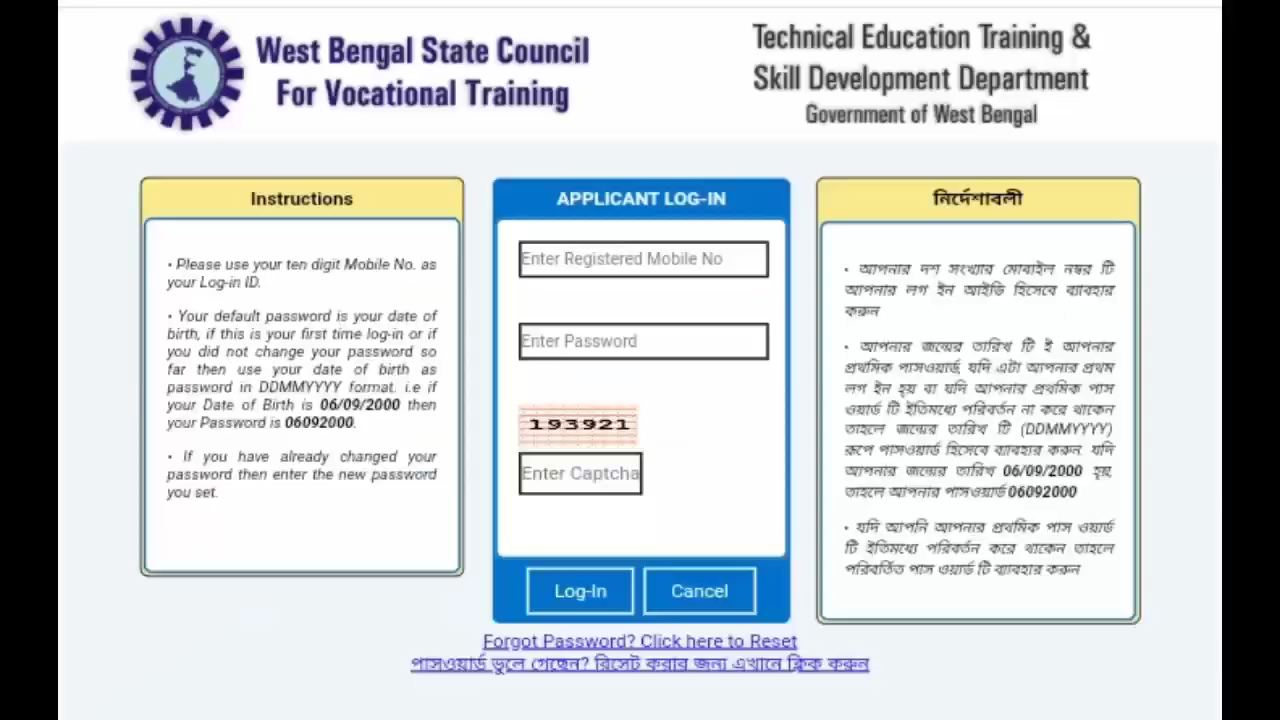 West Bengal State Council
For Vocational Training
Technical Education Training &
Skill Development Department
Government of West Bengal
Instructions
• Please use your ten digit Mobile No. as
your Log-in ID.
• Your default password is your date of
birth, if this is your first time log-in or if
you did not change your password so
far then use your date of birth as
password in DDMMYYYY format. i.e if
your Date of Birth is 06/09/2000 then
your Password is 06092000.
• If you have already changed your
password then enter the new password
you set.
APPLICANT LOG-IN
Enter Registered Mobile No
Enter Password
193921
Enter Captcha
Log-In
Cancel
নির্দেশাবলী
• আপনার দশ সংখ্যার মোবাইল নম্বর টি
আপনার লগ ইন আইডি হিসেবে ব্যাবহার
করুন
• আপনার জন্মের তারিখ টি ই আপনার
প্রথমিক পাসওয়ার্ড, যদি এটা আপনার প্রথম
লগ ইন হয় বা যদি আপনার প্রাথমিক পাস
ওয়ার্ড টি ইতিমধ্যে পরিবর্তন না করে থাকেন
তাহলে জন্মের তারিখ টি (DDMMYYYY)
রূপে পাসওয়ার্ড হিসেবে ব্যাবহার করুন. যদি
আপনার জন্মের তারিখ 06/09/2000 হয়,
তাহলে আপনার পাসওয়ার্ড 06092000
• যদি আপনি আপনার প্রথমিক পাস ওয়ার্ড
টি ইতিমধ্যে পরিবর্তন করে থাকেন তাহলে
পরিবর্তিত পাস ওয়ার্ড টি ব্যাবহার করুন
Forgot Password? Click here to Reset
পাসওয়ার্ড ভুলে গেছেন? রিসেট করার জন্য এখানে ক্লিক করুন